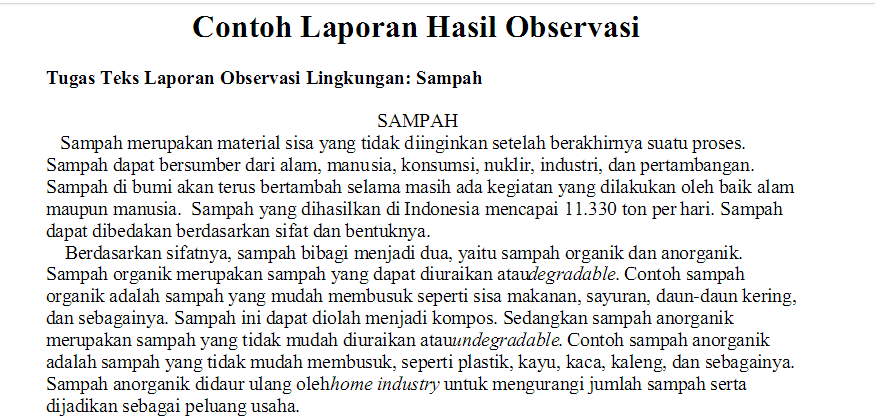 Contoh Laporan Hasil Observasi
Tugas Teks Laporan Observasi Lingkungan: Sampah
SAMPAH
Sampah merupakan material sisa yang tidak diinginkan setelah berakhirnya suatu proses.
Sampah dapat bersumber dari alam, manusia, konsumsi, nuklir, industri, dan pertambangan.
Sampah di bumi akan terus bertambah selama masih ada kegiatan yang dilakukan oleh baik alam
maupun manusia. Sampah yang dihasilkan di Indonesia mencapai 11.330 ton per hari. Sampah
dapat dibedakan berdasarkan sifat dan bentuknya.
Berdasarkan sifatnya, sampah bibagi menjadi dua, yaitu sampah organik dan anorganik.
Sampah organik merupakan sampah yang dapat diuraikan atau degradable. Contoh sampah
organik adalah sampah yang mudah membusuk seperti sisa makanan, sayuran, daun-daun kering,
dan sebagainya. Sampah ini dapat diolah menjadi kompos. Sedangkan sampah anorganik
merupakan sampah yang tidak mudah diuraikan atau undegradable. Contoh sampah anorganik
adalah sampah yang tidak mudah membusuk, seperti plastik, kayu, kaca, kaleng, dan sebagainya.
Sampah anorganik didaur ulang oleh home industry untuk mengurangi jumlah sampah serta
dijadikan sebagai peluang usaha.